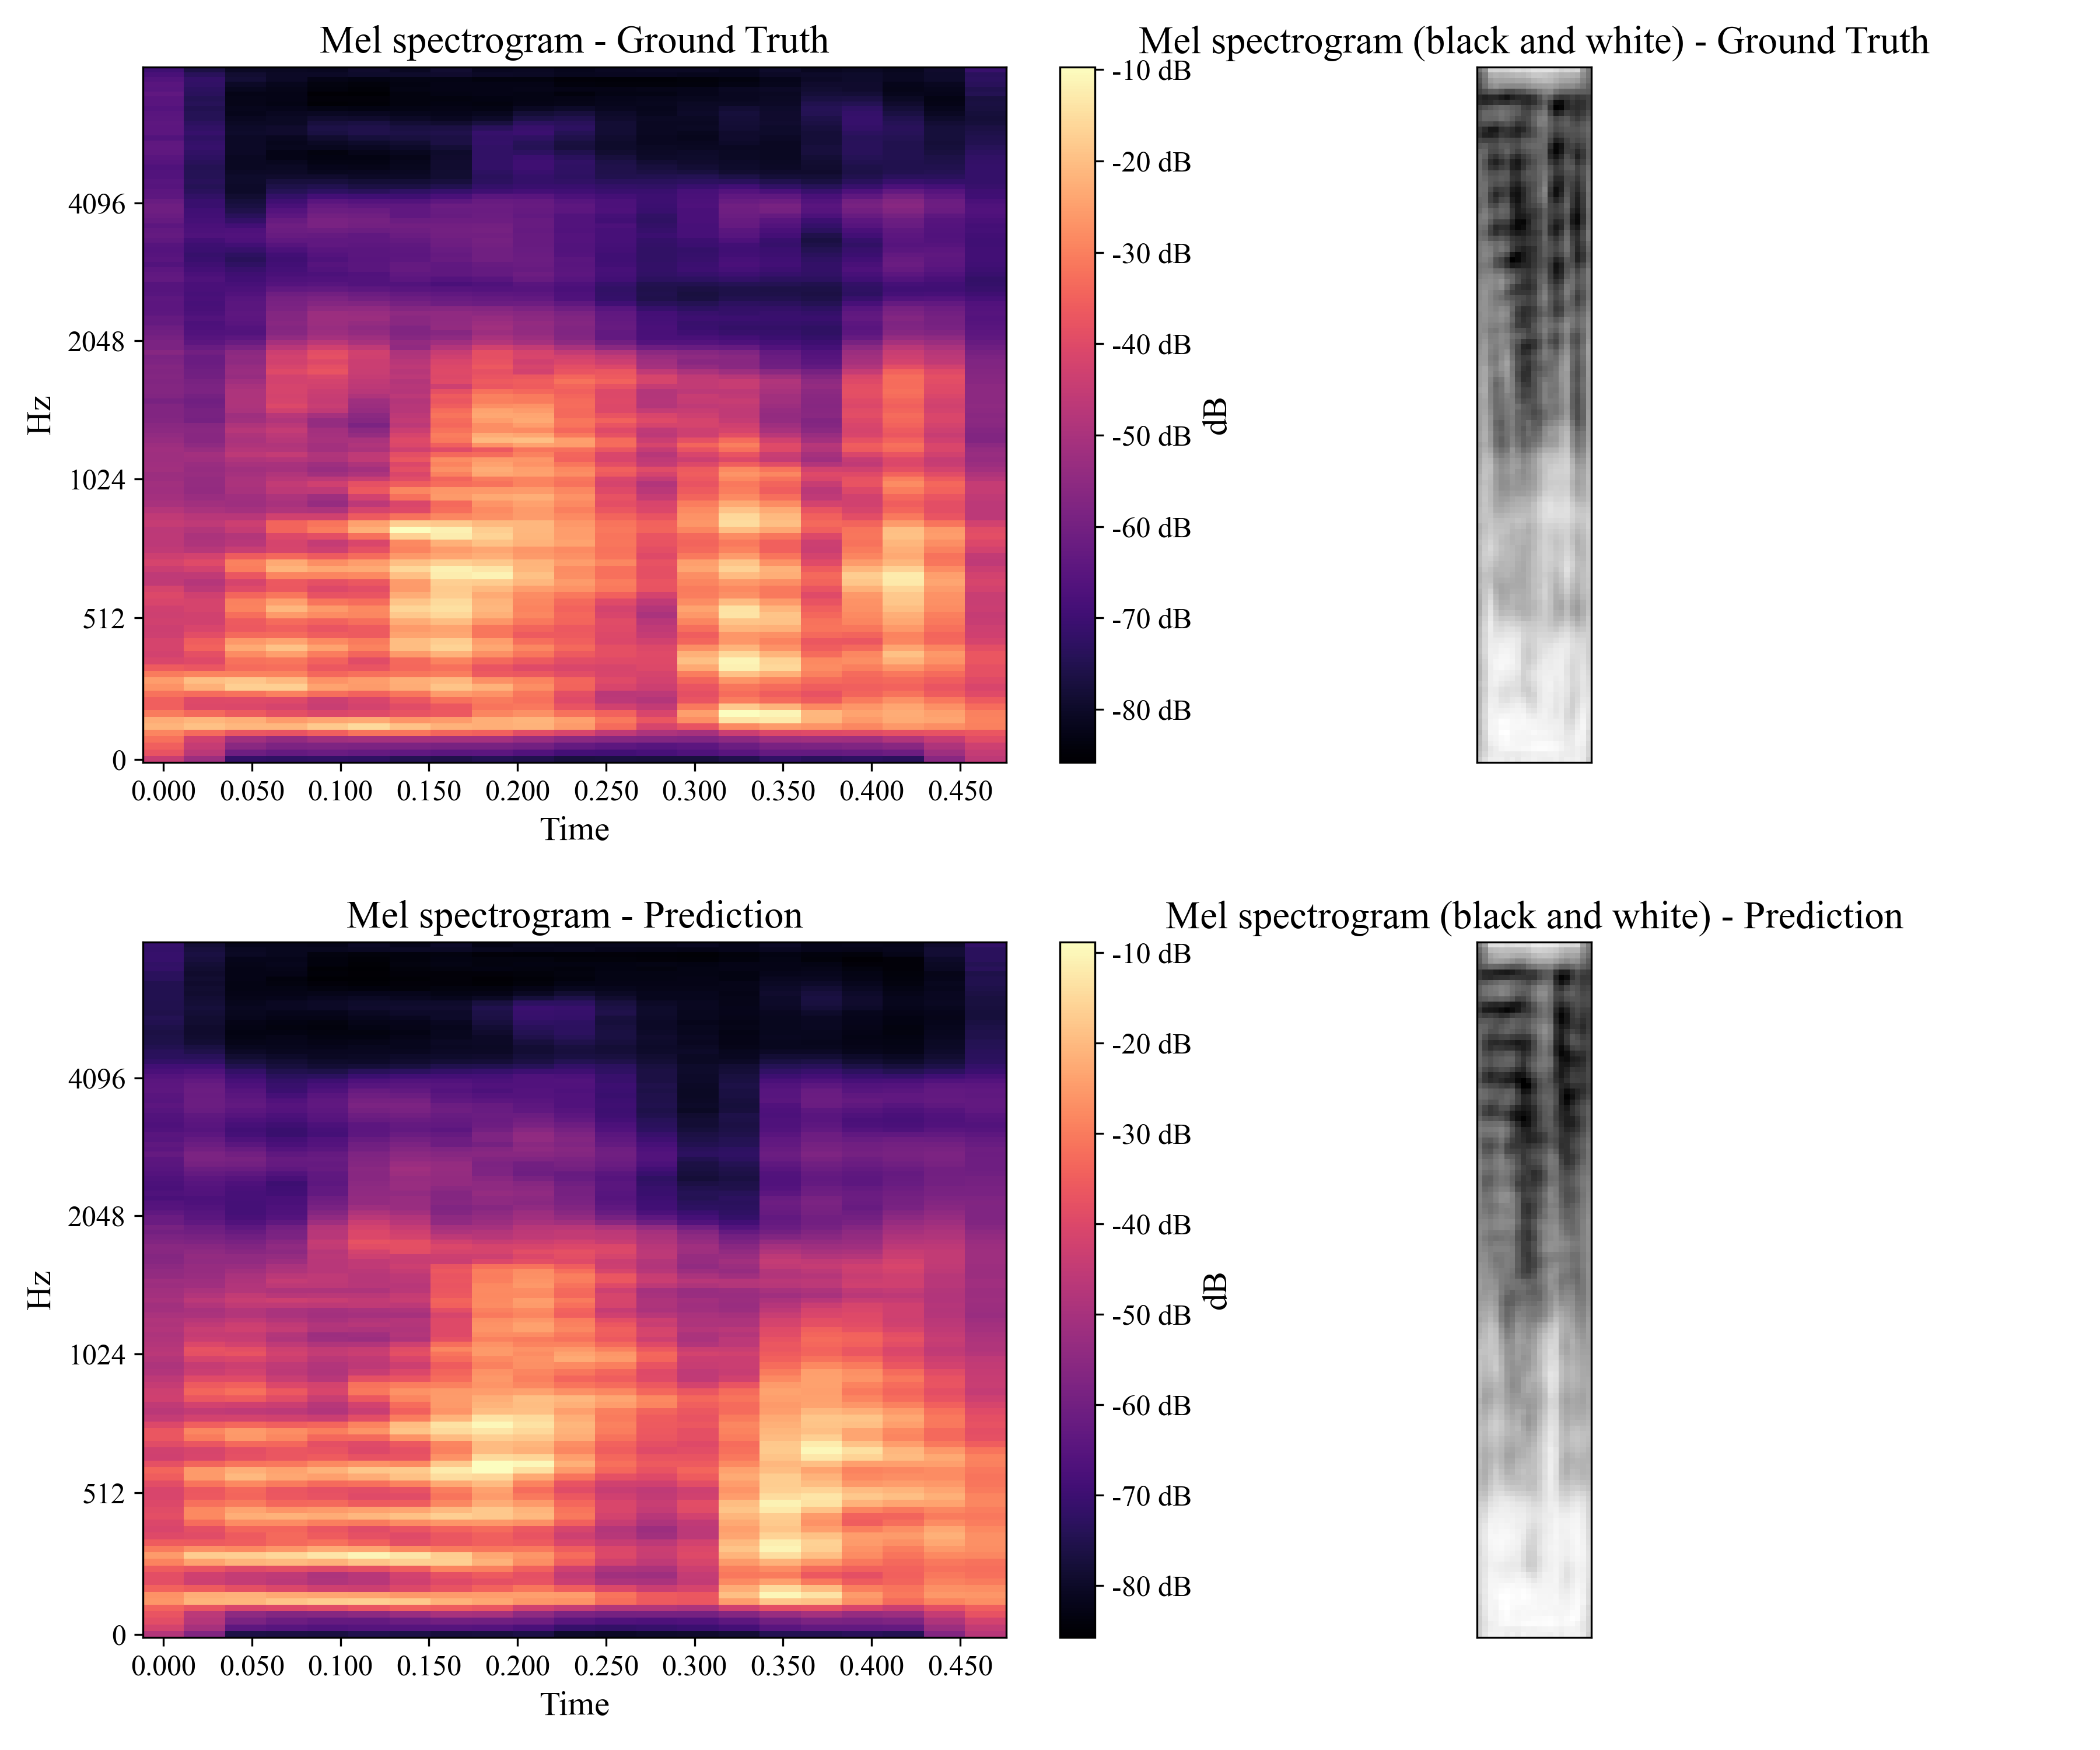 Mel spectrogram - Ground Truth
Mel spectrogram (black and white) - Ground Truth
Hz
4096
2048
1024
512
0
0.000 0.050 0.100 0.150 0.200 0.250 0.300 0.350 0.400 0.450
Time
-10 dB
-20 dB
-30 dB
-40 dB
-50 dB
-60 dB
-70 dB
-80 dB
dB
Mel spectrogram - Prediction
Mel spectrogram (black and white) - Prediction
Hz
4096
2048
1024
512
0
0.000 0.050 0.100 0.150 0.200 0.250 0.300 0.350 0.400 0.450
Time
-10 dB
-20 dB
-30 dB
-40 dB
-50 dB
-60 dB
-70 dB
-80 dB
dB